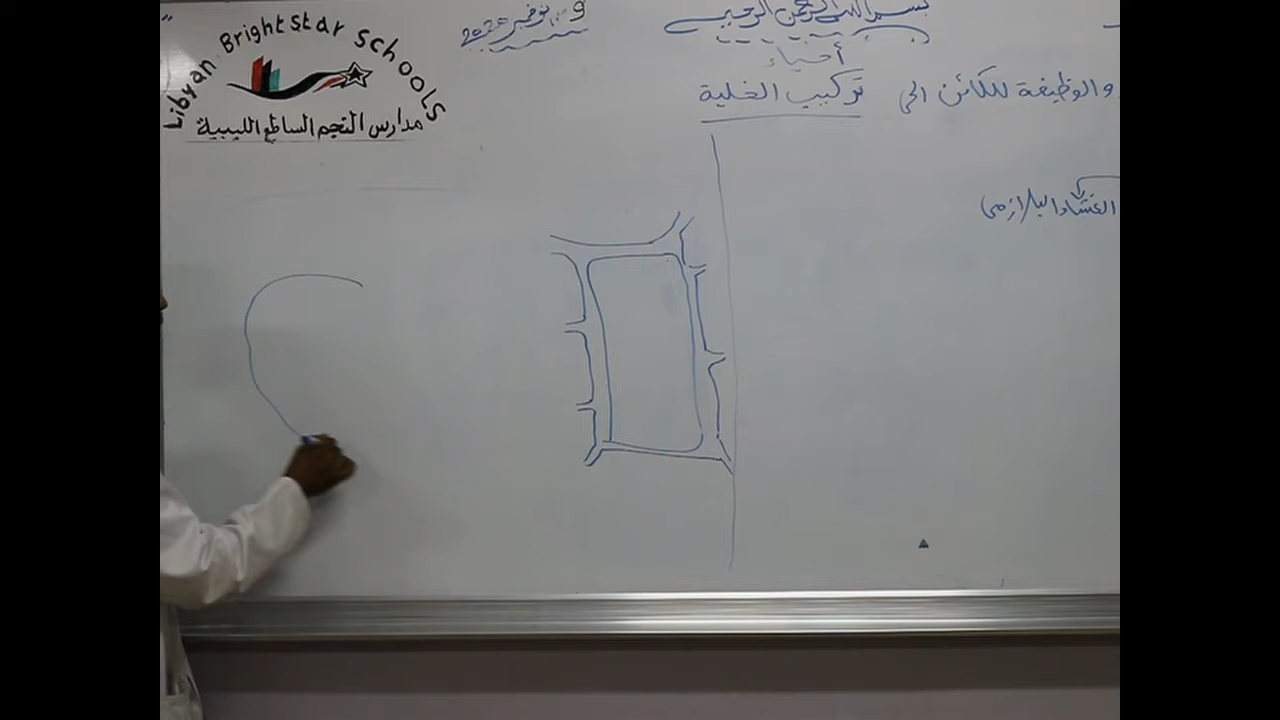 بسم الله الرحمن الرحيم
9 نوفمبر 2020
Libyan Bright Star Schools
مدارس النجم الساطع الليبية
أحياء
والوظيفة للكائن الحي تركيب الخلية
الغشاء البلازمي